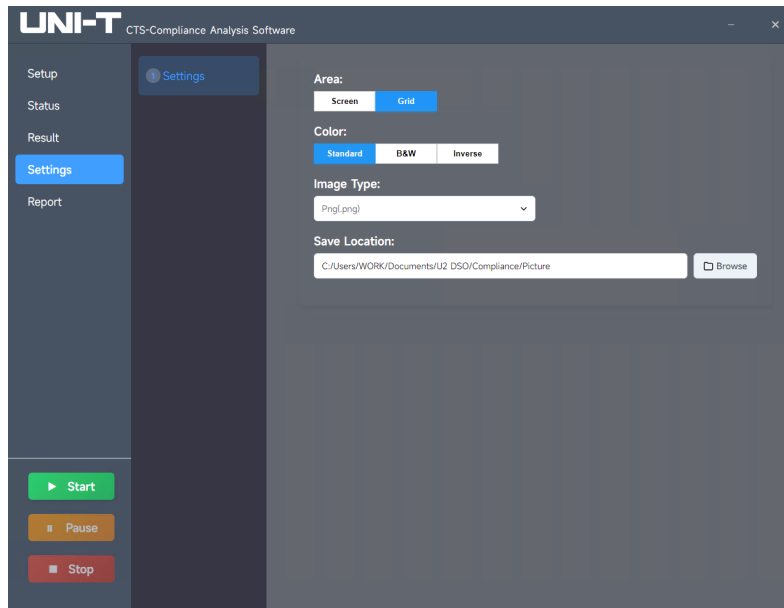 UNI-T CTS-Compliance Analysis Software
Setup
Status
Result
Settings
Report
1 Settings
Area:
Screen Grid
Color:
Standard B&W Inverse
Image Type:
Png(.png)
Save Location:
C:/Users/WORK/Documents/U2 DSO/Compliance/Picture Browse
Start
Pause
Stop